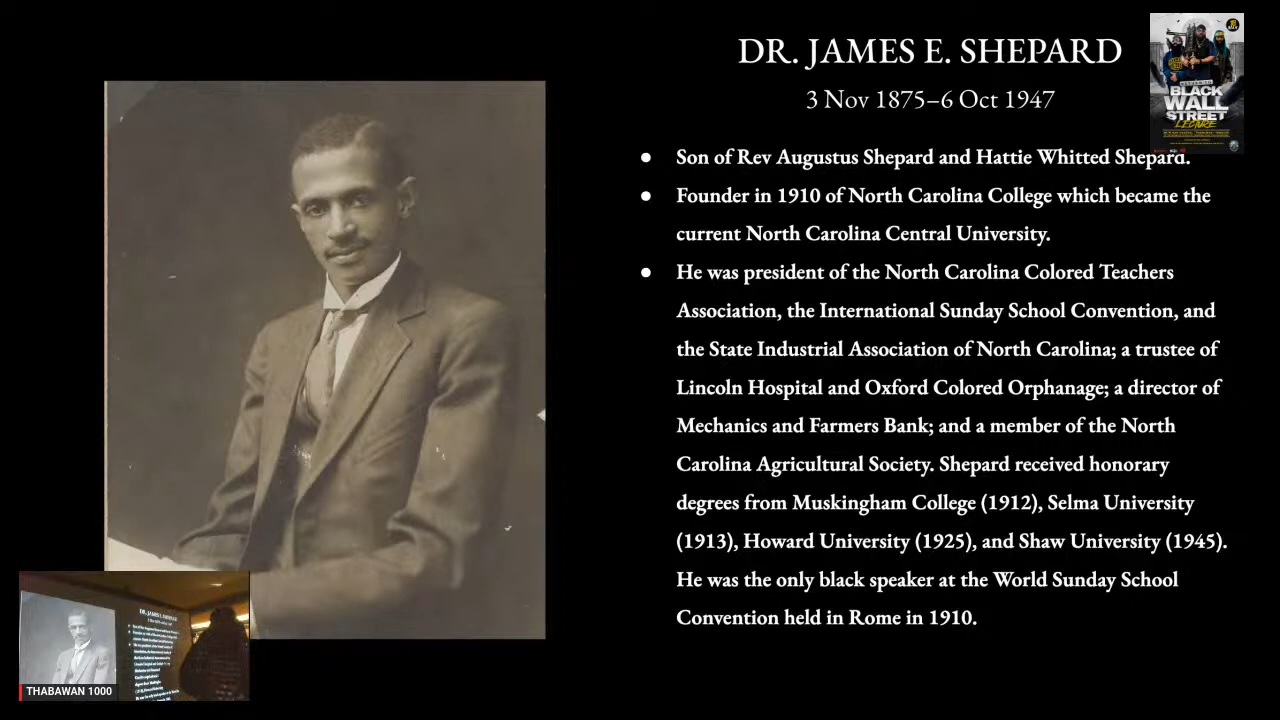 DR. JAMES E. SHEPARD
3 Nov 1875–6 Oct 1947
BLACK
WALL
STREET
LECTURE
● Son of Rev Augustus Shepard and Hattie Whitted Shepard.
● Founder in 1910 of North Carolina College which became the
current North Carolina Central University.
● He was president of the North Carolina Colored Teachers
Association, the International Sunday School Convention, and
the State Industrial Association of North Carolina; a trustee of
Lincoln Hospital and Oxford Colored Orphanage; a director of
Mechanics and Farmers Bank; and a member of the North
Carolina Agricultural Society. Shepard received honorary
degrees from Muskingham College (1912), Selma University
(1913), Howard University (1925), and Shaw University (1945).
He was the only black speaker at the World Sunday School
Convention held in Rome in 1910.
DR. JAMES E. SHEPARD
THABAWAN 1000